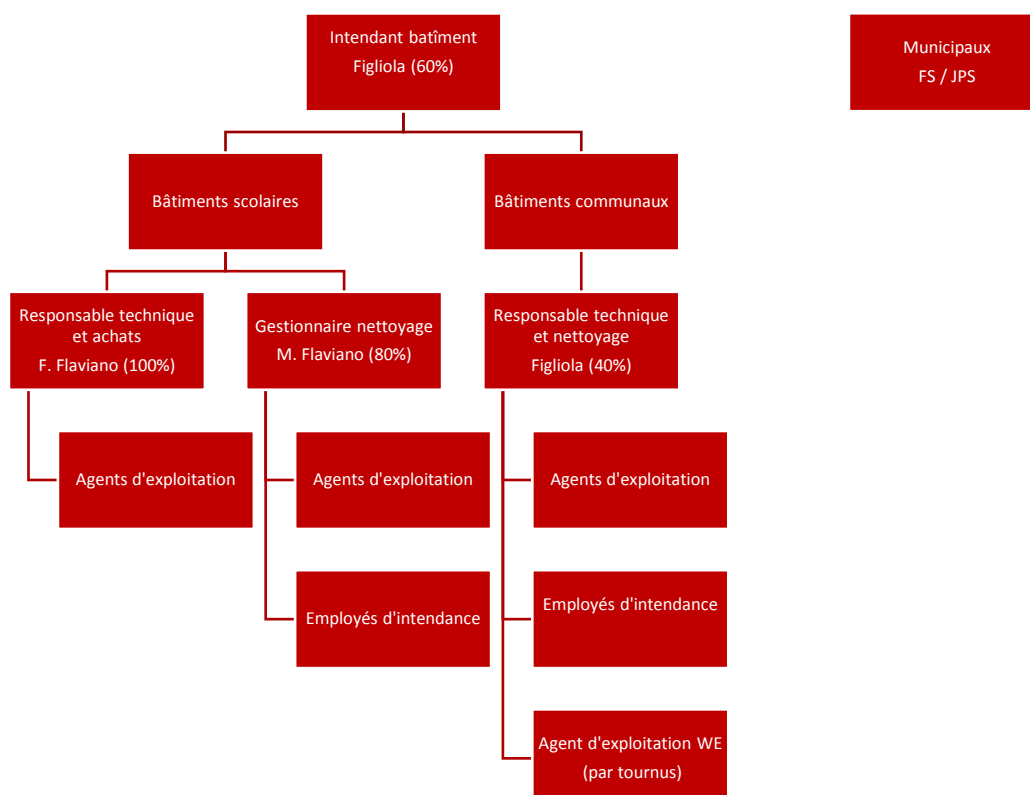 Intendant batîment
Figliola (60%)
Municipaux
FS / JPS
Bâtiments scolaires
Bâtiments communaux
Responsable technique
et achats
F. Flaviano (100%)
Gestionnaire nettoyage
M. Flaviano (80%)
Responsable technique
et nettoyage
Figliola (40%)
Agents d'exploitation
Agents d'exploitation
Agents d'exploitation
Employés d'intendance
Employés d'intendance
Agent d'exploitation WE
(par tournus)